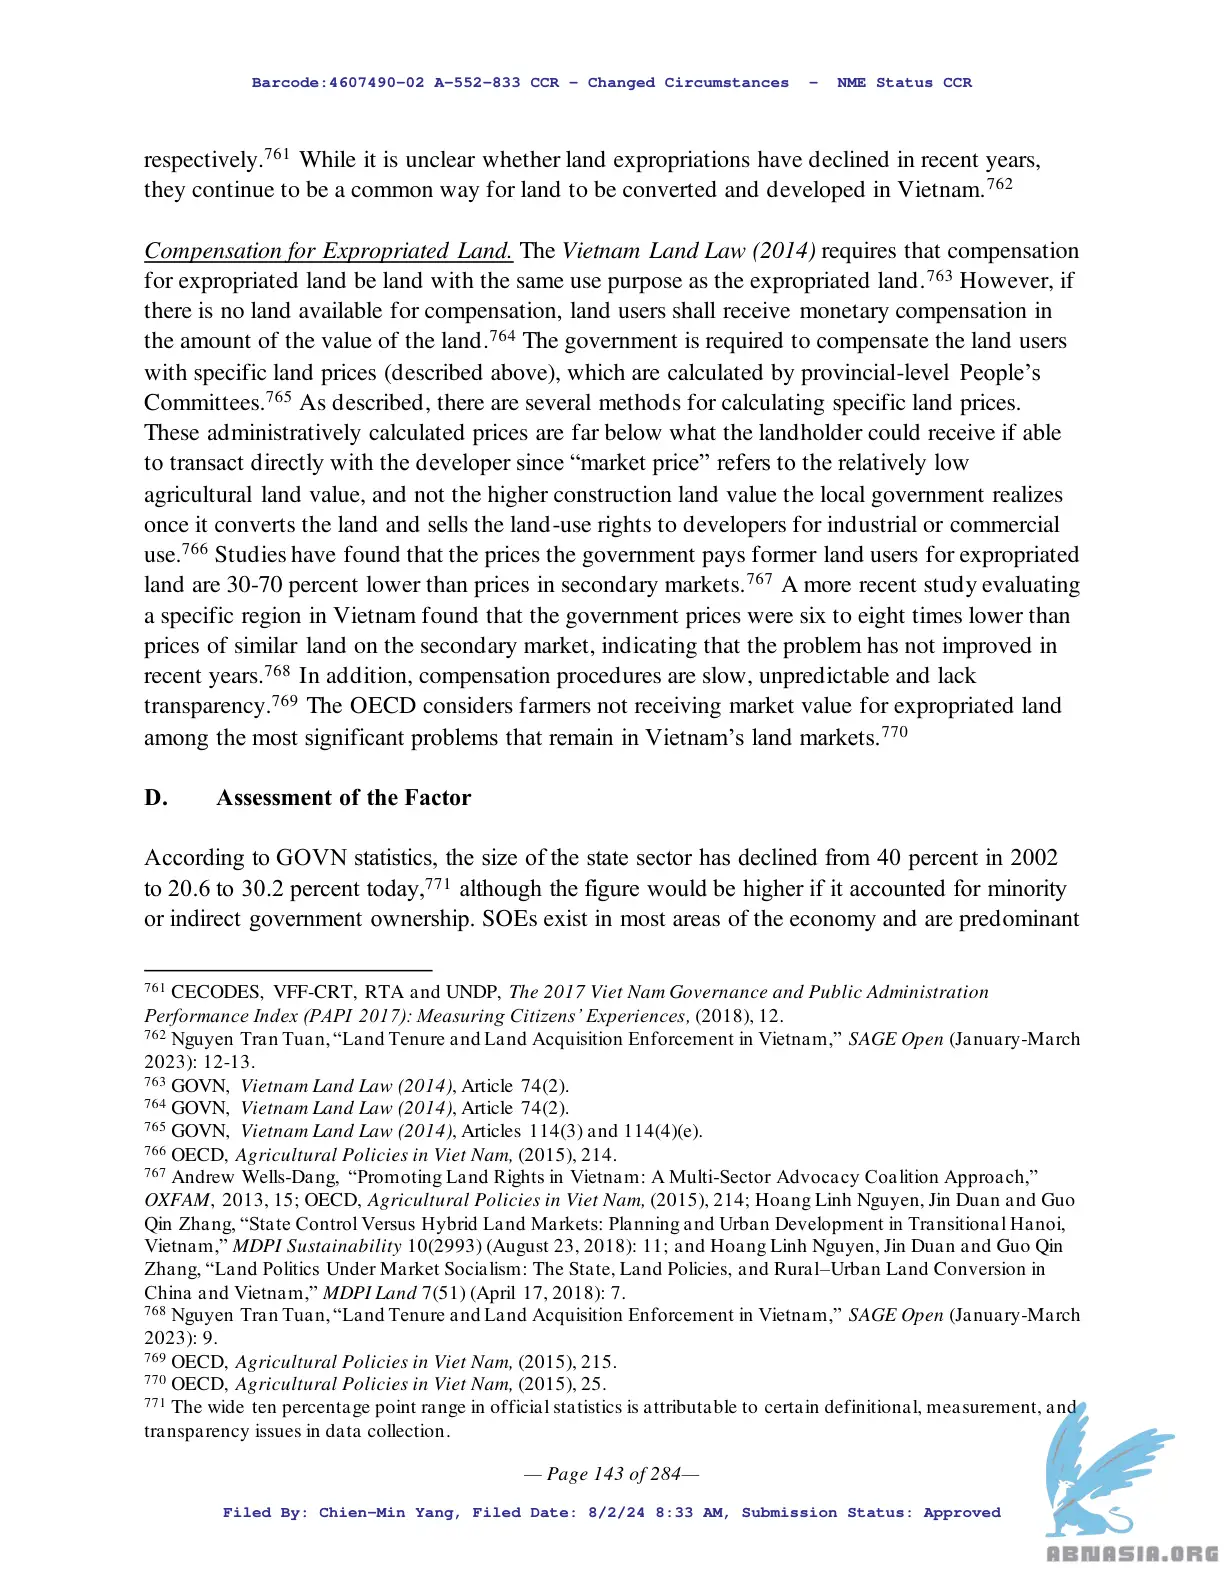 Barcode:4607490-02 A-552-833 CCR - Changed Circumstances - NME Status CCR
respectively.761 While it is unclear whether land expropriations have declined in recent years,
they continue to be a common way for land to be converted and developed in Vietnam.762
Compensation for Expropriated Land. The Vietnam Land Law (2014) requires that compensation
for expropriated land be land with the same use purpose as the expropriated land.763 However, if
there is no land available for compensation, land users shall receive monetary compensation in
the amount of the value of the land.764 The government is required to compensate the land users
with specific land prices (described above), which are calculated by provincial-level People’s
Committees.765 As described, there are several methods for calculating specific land prices.
These administratively calculated prices are far below what the landholder could receive if able
to transact directly with the developer since “market price” refers to the relatively low
agricultural land value, and not the higher construction land value the local government realizes
once it converts the land and sells the land-use rights to developers for industrial or commercial
use.766 Studies have found that the prices the government pays former land users for expropriated
land are 30-70 percent lower than prices in secondary markets.767 A more recent study evaluating
a specific region in Vietnam found that the government prices were six to eight times lower than
prices of similar land on the secondary market, indicating that the problem has not improved in
recent years.768 In addition, compensation procedures are slow, unpredictable and lack
transparency.769 The OECD considers farmers not receiving market value for expropriated land
among the most significant problems that remain in Vietnam’s land markets.770
D. Assessment of the Factor
According to GOVN statistics, the size of the state sector has declined from 40 percent in 2002
to 20.6 to 30.2 percent today,771 although the figure would be higher if it accounted for minority
or indirect government ownership. SOEs exist in most areas of the economy and are predominant
761 CECODES, VFF-CRT, RTA and UNDP, The 2017 Viet Nam Governance and Public Administration
Performance Index (PAPI 2017): Measuring Citizens’ Experiences, (2018), 12.
762 Nguyen Tran Tuan, “Land Tenure and Land Acquisition Enforcement in Vietnam,” SAGE Open (January-March
2023): 12-13.
763 GOVN, Vietnam Land Law (2014), Article 74(2).
764 GOVN, Vietnam Land Law (2014), Article 74(2).
765 GOVN, Vietnam Land Law (2014), Articles 114(3) and 114(4)(e).
766 OECD, Agricultural Policies in Viet Nam, (2015), 214.
767 Andrew Wells-Dang, “Promoting Land Rights in Vietnam: A Multi-Sector Advocacy Coalition Approach,”
OXFAM, 2013, 15; OECD, Agricultural Policies in Viet Nam, (2015), 214; Hoang Linh Nguyen, Jin Duan and Guo
Qin Zhang, “State Control Versus Hybrid Land Markets: Planning and Urban Development in Transitional Hanoi,
Vietnam,” MDPI Sustainability 10(2993) (August 23, 2018): 11; and Hoang Linh Nguyen, Jin Duan and Guo Qin
Zhang, “Land Politics Under Market Socialism: The State, Land Policies, and Rural–Urban Land Conversion in
China and Vietnam,” MDPI Land 7(51) (April 17, 2018): 7.
768 Nguyen Tran Tuan, “Land Tenure and Land Acquisition Enforcement in Vietnam,” SAGE Open (January-March
2023): 9.
769 OECD, Agricultural Policies in Viet Nam, (2015), 215.
770 OECD, Agricultural Policies in Viet Nam, (2015), 25.
771 The wide ten percentage point range in official statistics is attributable to certain definitional, measurement, and
transparency issues in data collection.
— Page 143 of 284—
Filed By: Chien-Min Yang, Filed Date: 8/2/24 8:33 AM, Submission Status: Approved
ABNASIA.ORG